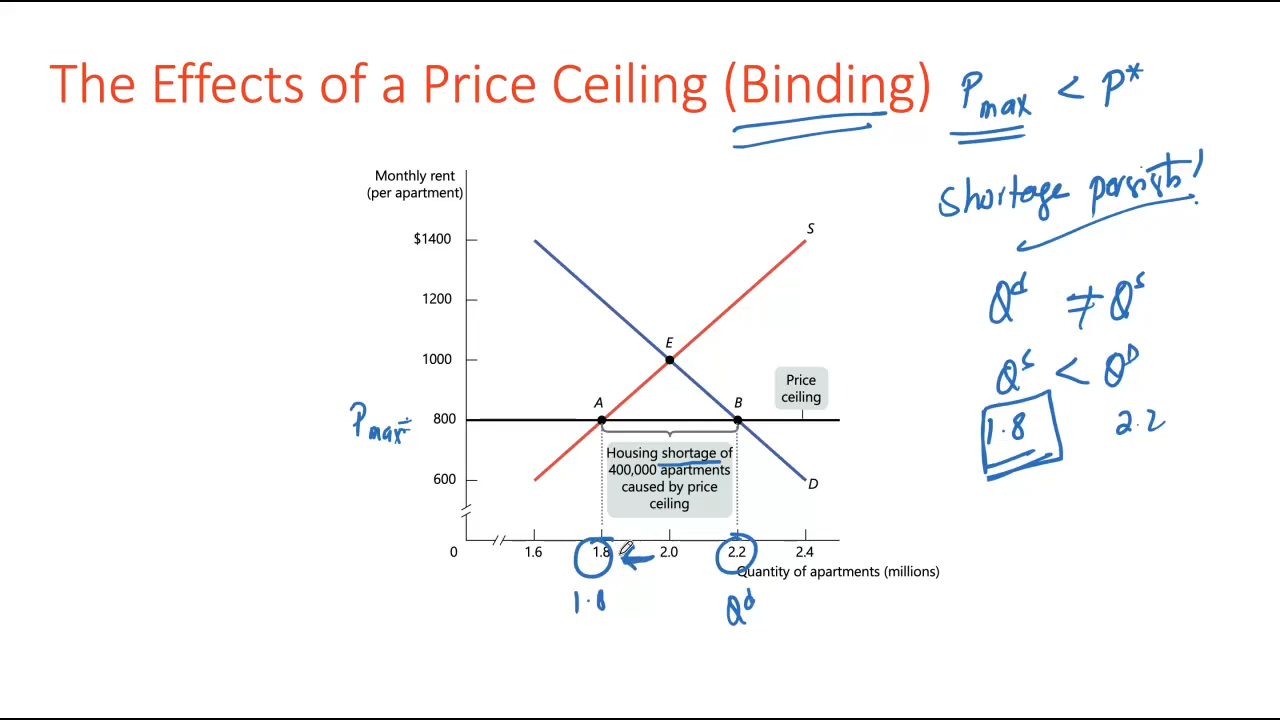 The Effects of a Price Ceiling (Binding)
Pmax < P*
Shortage persists!
Qd ≠ Qs
Qs < QD
1.8 2.2
Monthly rent
(per apartment)
$1400
1200
1000
800
600
0
Pmax
S
E
A
B
D
Price
ceiling
Housing shortage of
400,000 apartments
caused by price
ceiling
1.6 1.8 2.0 2.2 2.4
Quantity of apartments (millions)
1.8
Qd